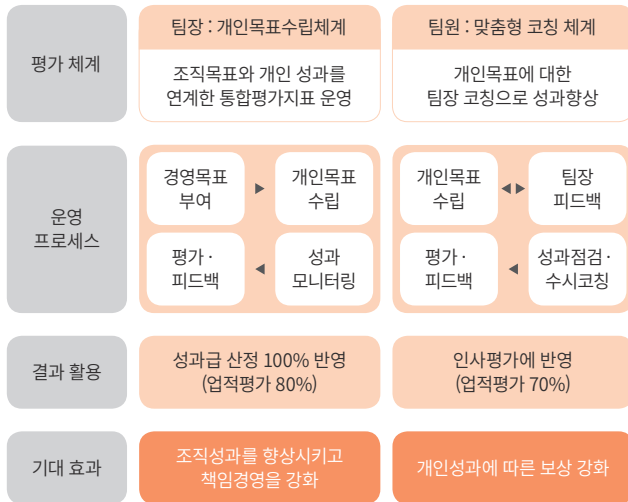 평가 체계
팀장 : 개인목표수립체계
조직목표와 개인 성과를
연계한 통합평가지표 운영
팀원 : 맞춤형 코칭 체계
개인목표에 대한
팀장 코칭으로 성과향상
운영
프로세스
경영목표
부여
▶
개인목표
수립
평가 ·
피드백
◀
성과
모니터링
개인목표
수립
◀▶
팀장
피드백
평가 ·
피드백
◀
성과점검 ·
수시코칭
결과 활용
성과급 산정 100% 반영
(업적평가 80%)
인사평가에 반영
(업적평가 70%)
기대 효과
조직성과를 향상시키고
책임경영을 강화
개인성과에 따른 보상 강화